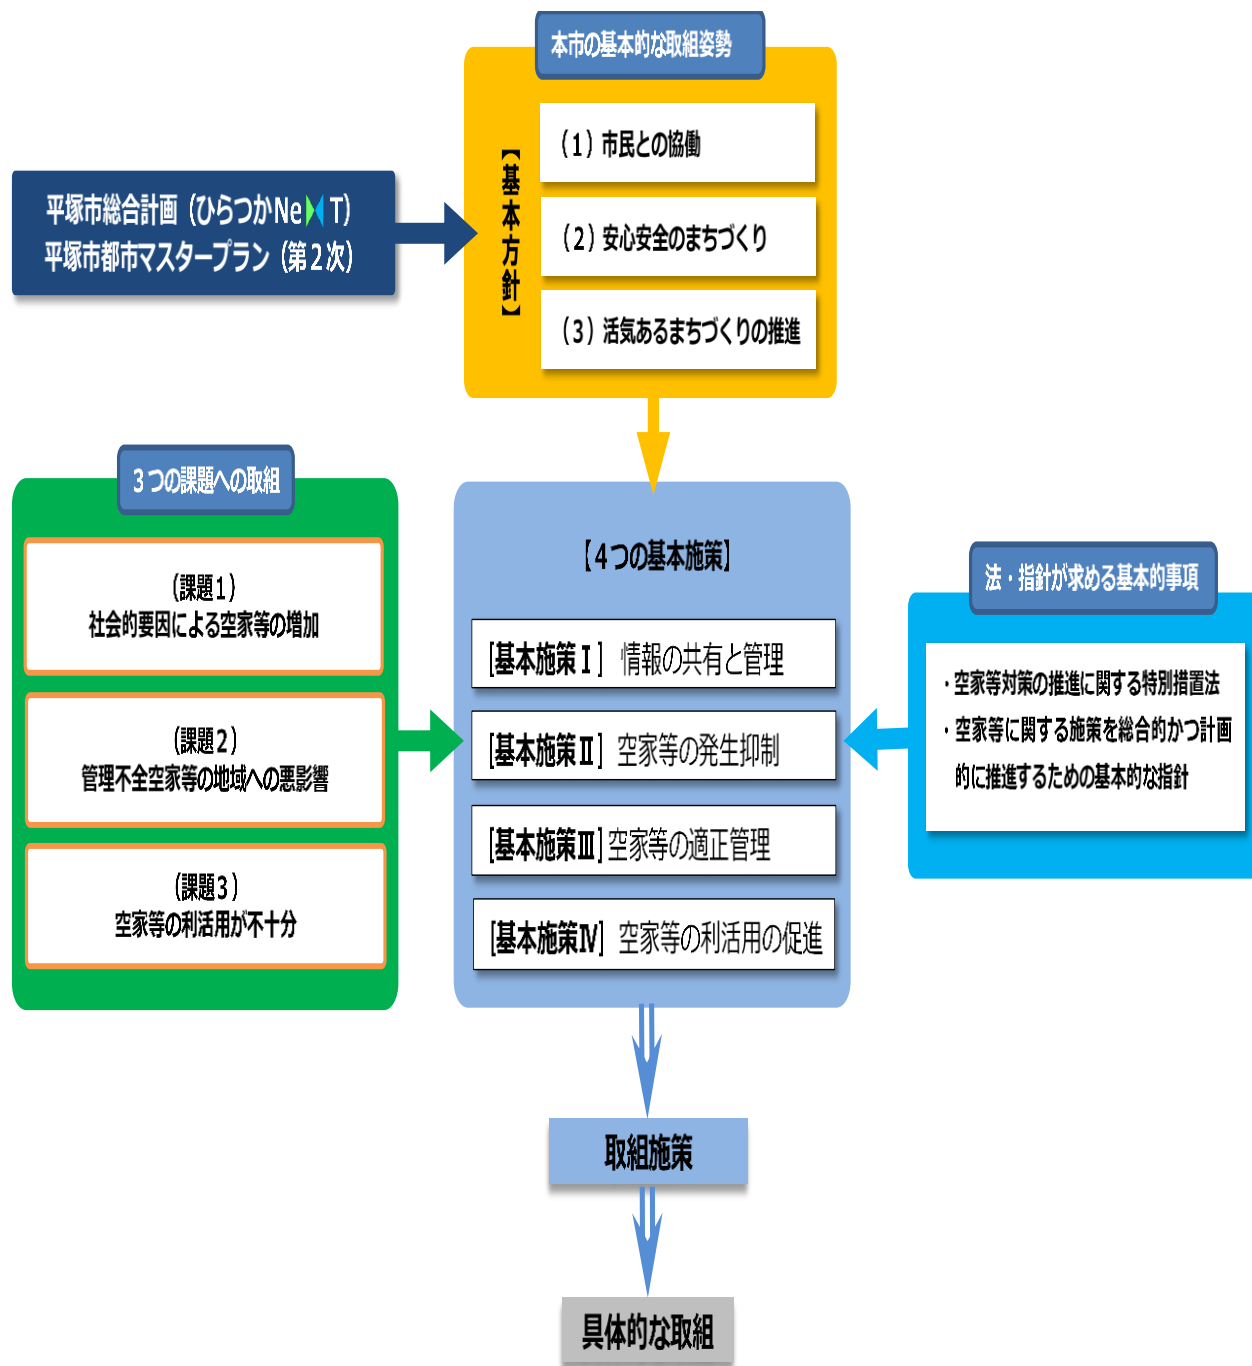 本市の基本的な取組姿勢
【基本方針】
(1)市民との協働
(2)安心安全のまちづくり
(3)活気あるまちづくりの推進
平塚市総合計画(ひらつかNeXT)
平塚市都市マスタープラン(第2次)
3つの課題への取組
(課題1)
社会的要因による空家等の増加
(課題2)
管理不全空家等の地域への悪影響
(課題3)
空家等の利活用が不十分
【4つの基本施策】
[基本施策Ⅰ] 情報の共有と管理
[基本施策Ⅱ] 空家等の発生抑制
[基本施策Ⅲ] 空家等の適正管理
[基本施策Ⅳ] 空家等の利活用の促進
法・指針が求める基本的事項
・空家等対策の推進に関する特別措置法
・空家等に関する施策を総合的かつ計画
的に推進するための基本的な指針
取組施策
具体的な取組